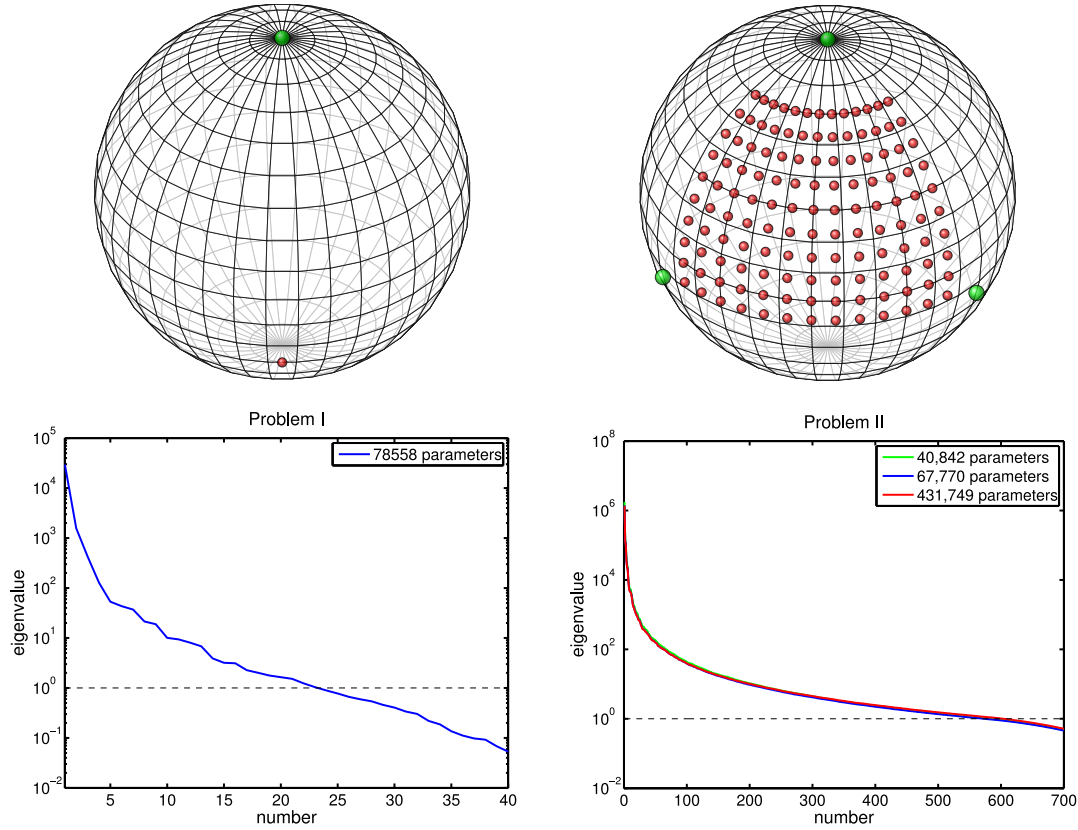 Problem I
10^5
10^4
10^3
10^2
10^1
10^0
10^−1
10^−2
eigenvalue
78558 parameters
5 10 15 20 25 30 35 40
number
Problem II
10^8
10^6
10^4
10^2
10^0
10^−2
eigenvalue
40,842 parameters
67,770 parameters
431,749 parameters
0 100 200 300 400 500 600 700
number